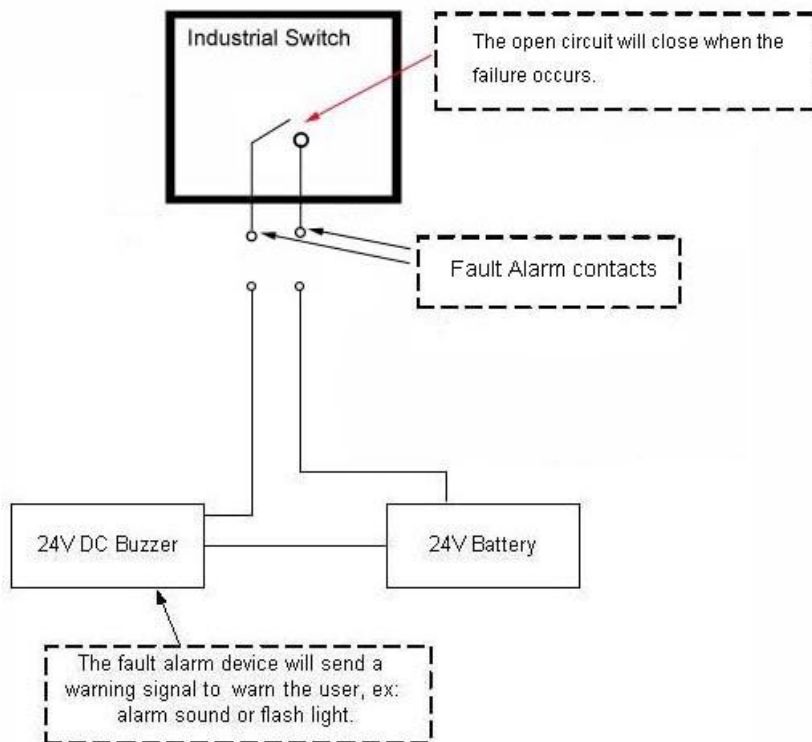 Industrial Switch
The open circuit will close when the
failure occurs.
Fault Alarm contacts
24V DC Buzzer
24V Battery
The fault alarm device will send a
warning signal to warn the user, ex:
alarm sound or flash light.